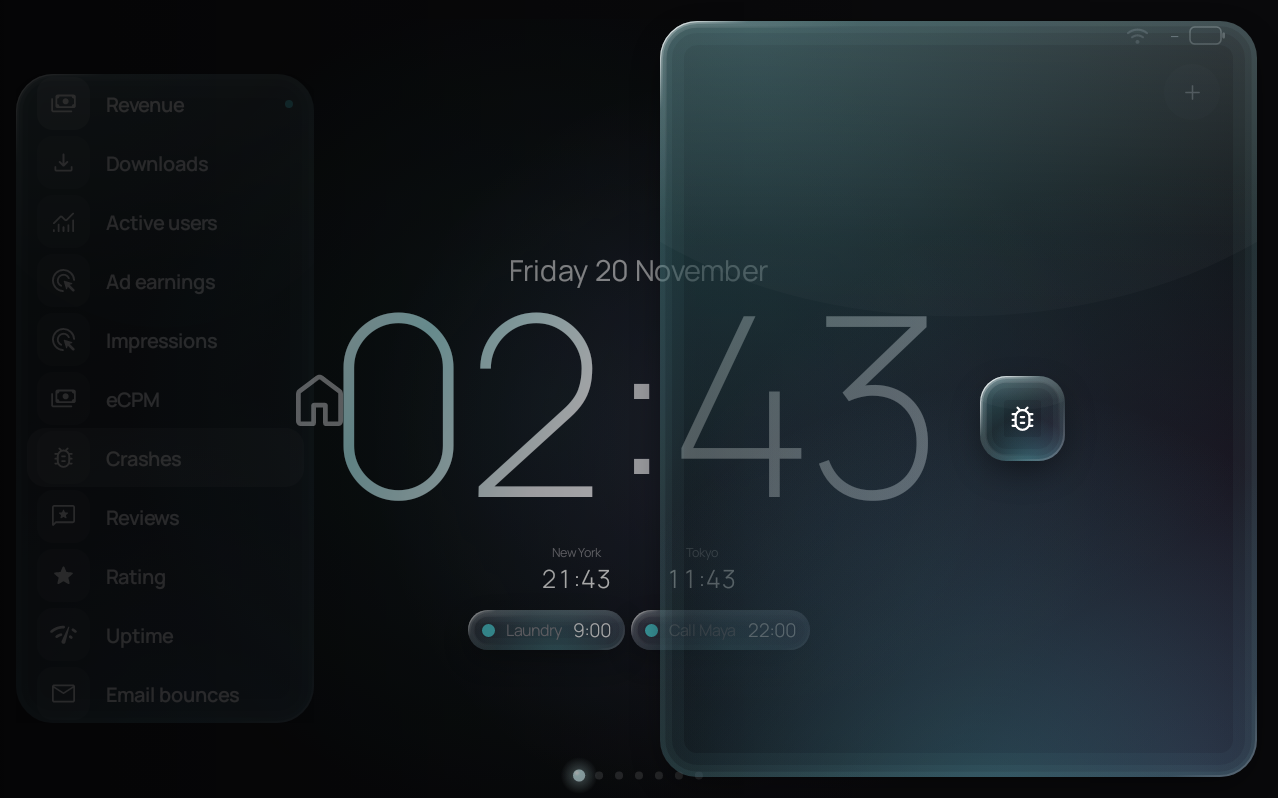 Revenue
Downloads
Active users
Ad earnings
Impressions
eCPM
Crashes
Reviews
Rating
Uptime
Email bounces
Friday 20 November
02:43
New York
21:43
Tokyo
11:43
Laundry 9:00
Call Maya 22:00